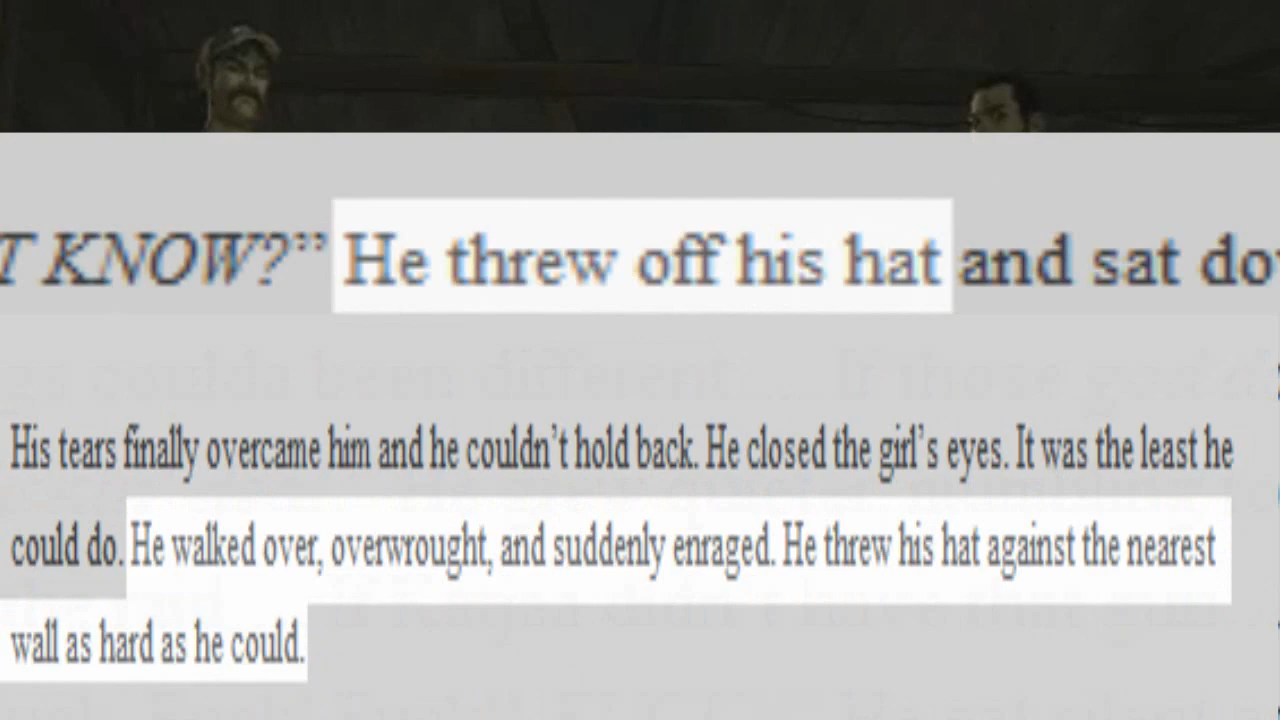 T KNOW?” He threw off his hat and sat do
His tears finally overcame him and he couldn’t hold back. He closed the girl’s eyes. It was the least he
could do. He walked over, overwrought, and suddenly enraged. He threw his hat against the nearest
wall as hard as he could.